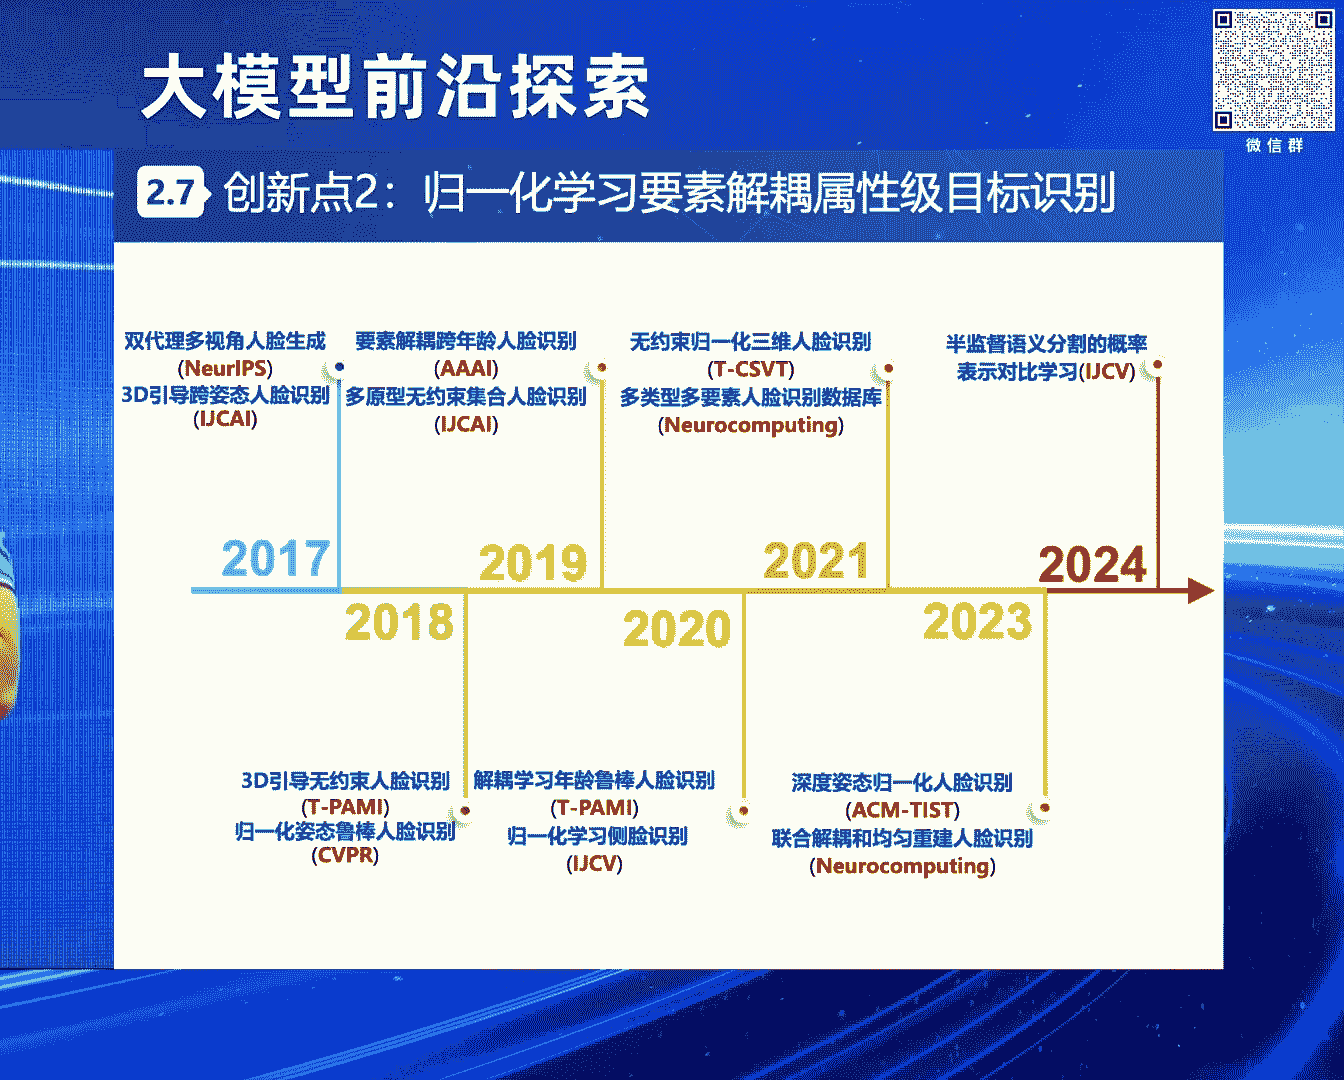 大模型前沿探索
微信群
2.7 创新点2：归一化学习要素解耦属性级目标识别
双代理多视角人脸生成
(NeurIPS)
3D引导跨姿态人脸识别
(IJCAI)
要素解耦跨年龄人脸识别
(AAAI)
多原型无约束集合人脸识别
(IJCAI)
无约束归一化三维人脸识别
(T-CSVT)
多类型多要素人脸识别数据库
(Neurocomputing)
半监督语义分割的概率
表示对比学习(IJCV)
2017
2019
2021
2024
2018
2020
2023
3D引导无约束人脸识别
(T-PAMI)
归一化姿态鲁棒人脸识别
(CVPR)
解耦学习年龄鲁棒人脸识别
(T-PAMI)
归一化学习侧脸识别
(IJCV)
深度姿态归一化人脸识别
(ACM-TIST)
联合解耦和均匀重建人脸识别
(Neurocomputing)